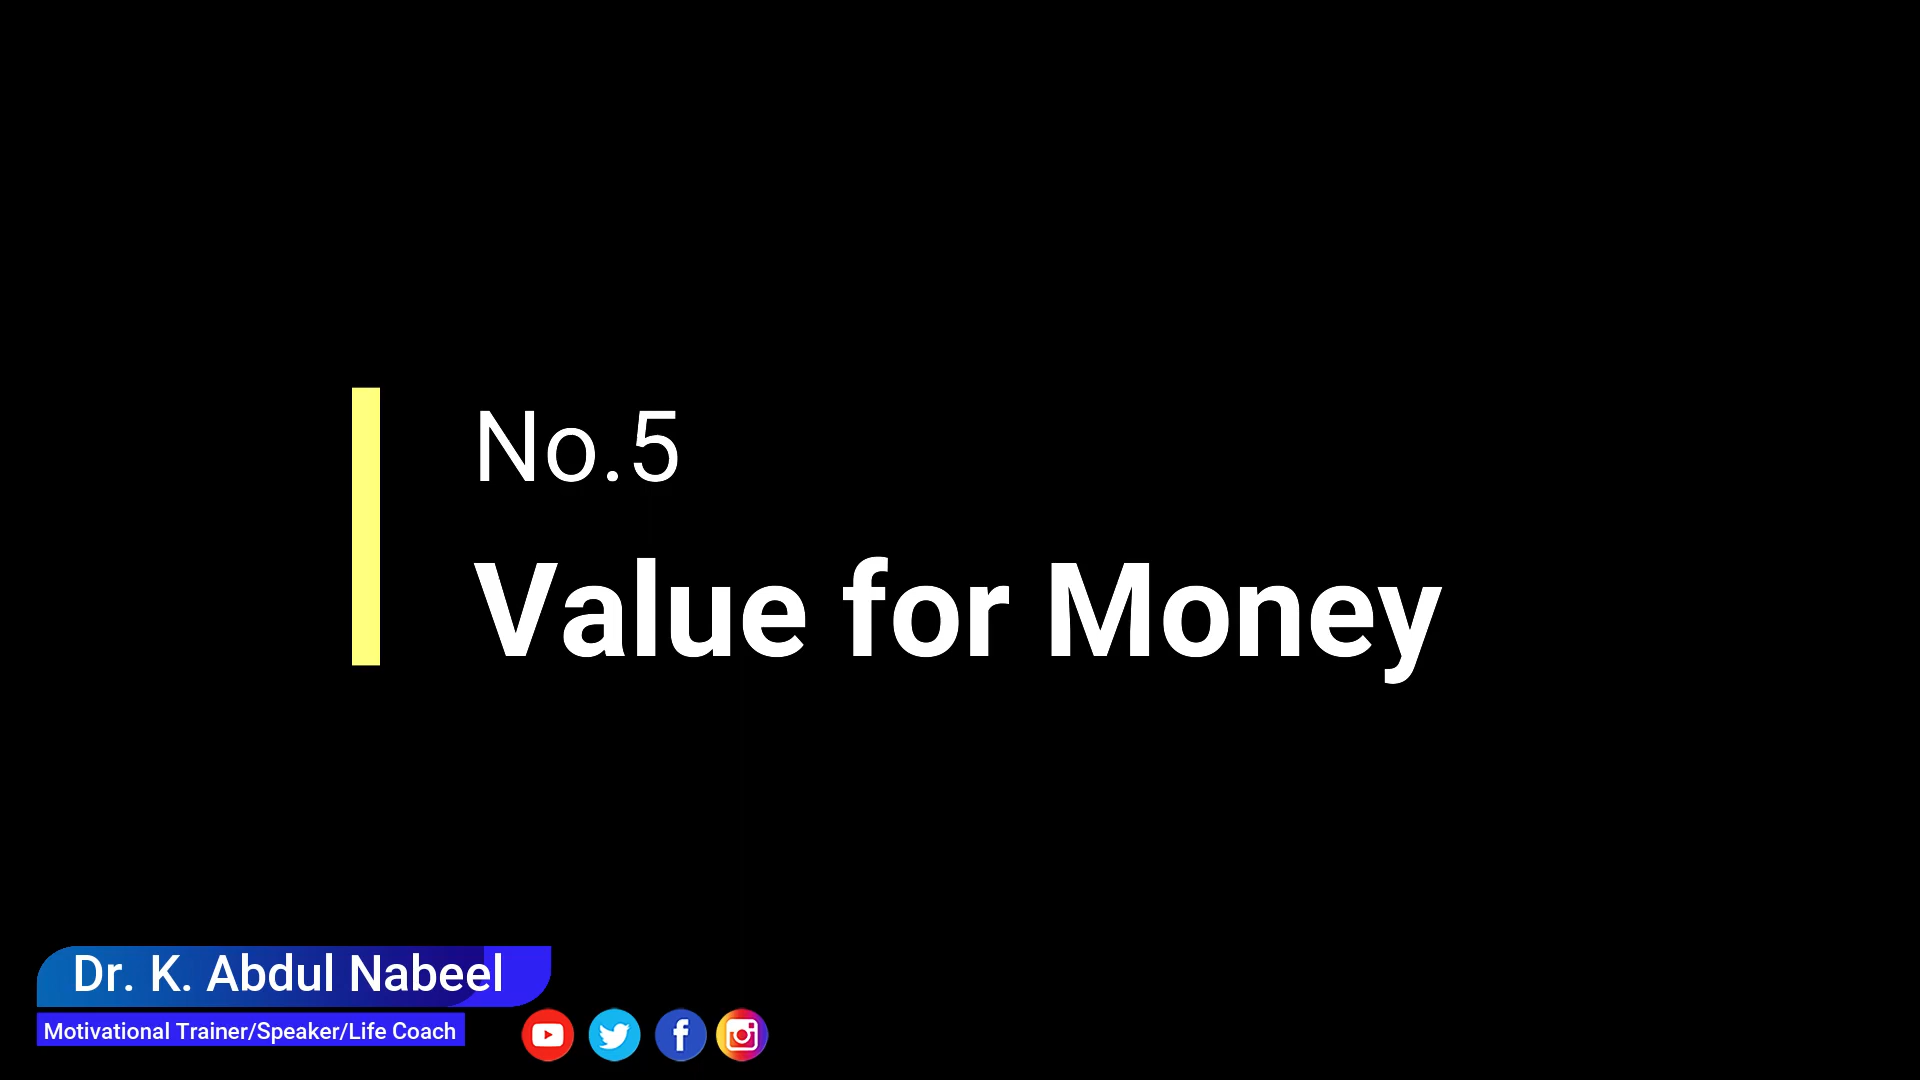 No.5
Value for Money
Dr. K. Abdul Nabeel
Motivational Trainer/Speaker/Life Coach